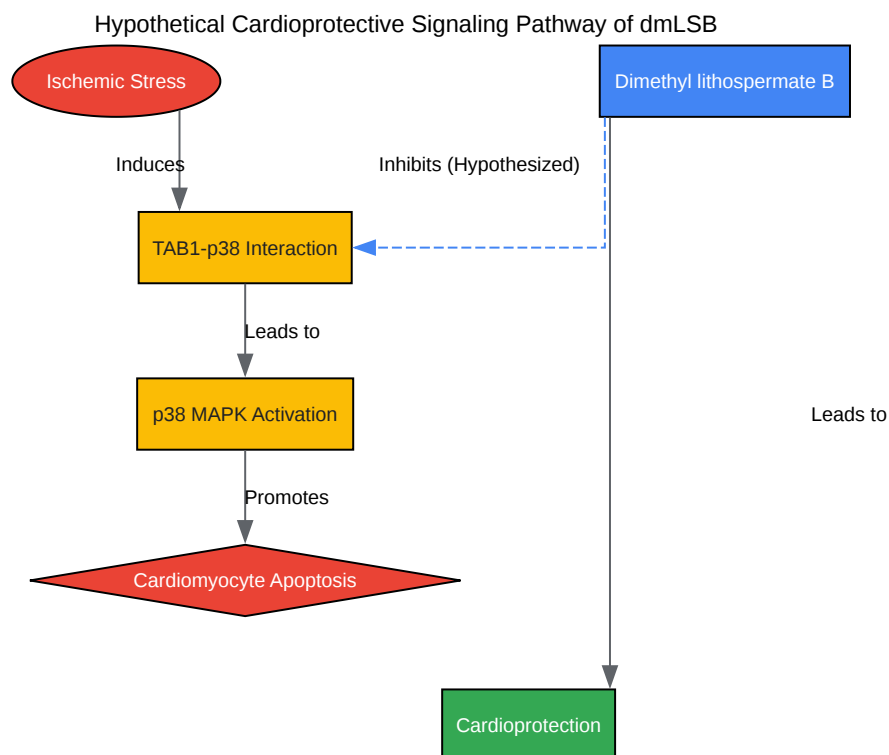 Hypothetical Cardioprotective Signaling Pathway of dmLSB
Ischemic Stress
Dimethyl lithospermate B
Induces
Inhibits (Hypothesized)
TAB1-p38 Interaction
Leads to
p38 MAPK Activation
Leads to
Promotes
Cardiomyocyte Apoptosis
Cardioprotection